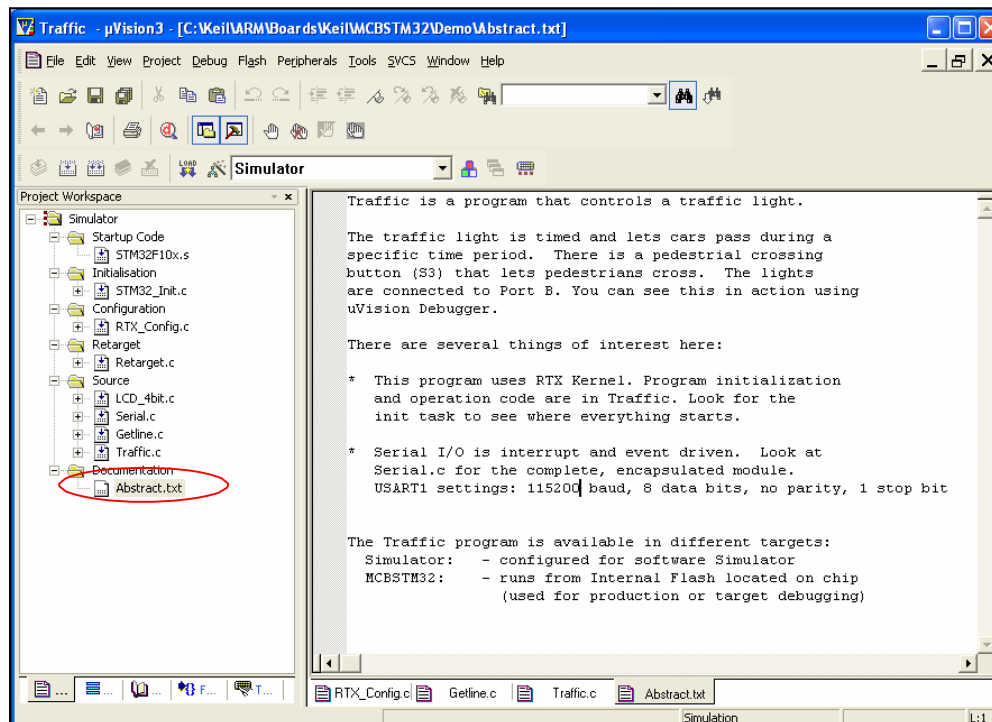 Traffic - µVision3 - [C:\Keil\ARM\Boards\Keil\MCBSTM32\Demo\Abstract.txt]
File Edit View Project Debug Flash Peripherals Tools SVCS Window Help
LOAD
Simulator
Project Workspace
Simulator
Startup Code
STM32F10x.s
Initialisation
STM32_Init.c
Configuration
RTX_Config.c
Retarget
Retarget.c
Source
LCD_4bit.c
Serial.c
Getline.c
Traffic.c
Documentation
Abstract.txt
Traffic is a program that controls a traffic light.
The traffic light is timed and lets cars pass during a
specific time period. There is a pedestrial crossing
button (S3) that lets pedestrians cross. The lights
are connected to Port B. You can see this in action using
uVision Debugger.
There are several things of interest here:
* This program uses RTX Kernel. Program initialization
and operation code are in Traffic. Look for the
init task to see where everything starts.
* Serial I/O is interrupt and event driven. Look at
Serial.c for the complete, encapsulated module.
USART1 settings: 115200 baud, 8 data bits, no parity, 1 stop bit
The Traffic program is available in different targets:
Simulator: - configured for software Simulator
MCBSTM32: - runs from Internal Flash located on chip
(used for production or target debugging)
... ... ... F... T...
RTX_Config.c Getline.c Traffic.c Abstract.txt
Simulation L:1